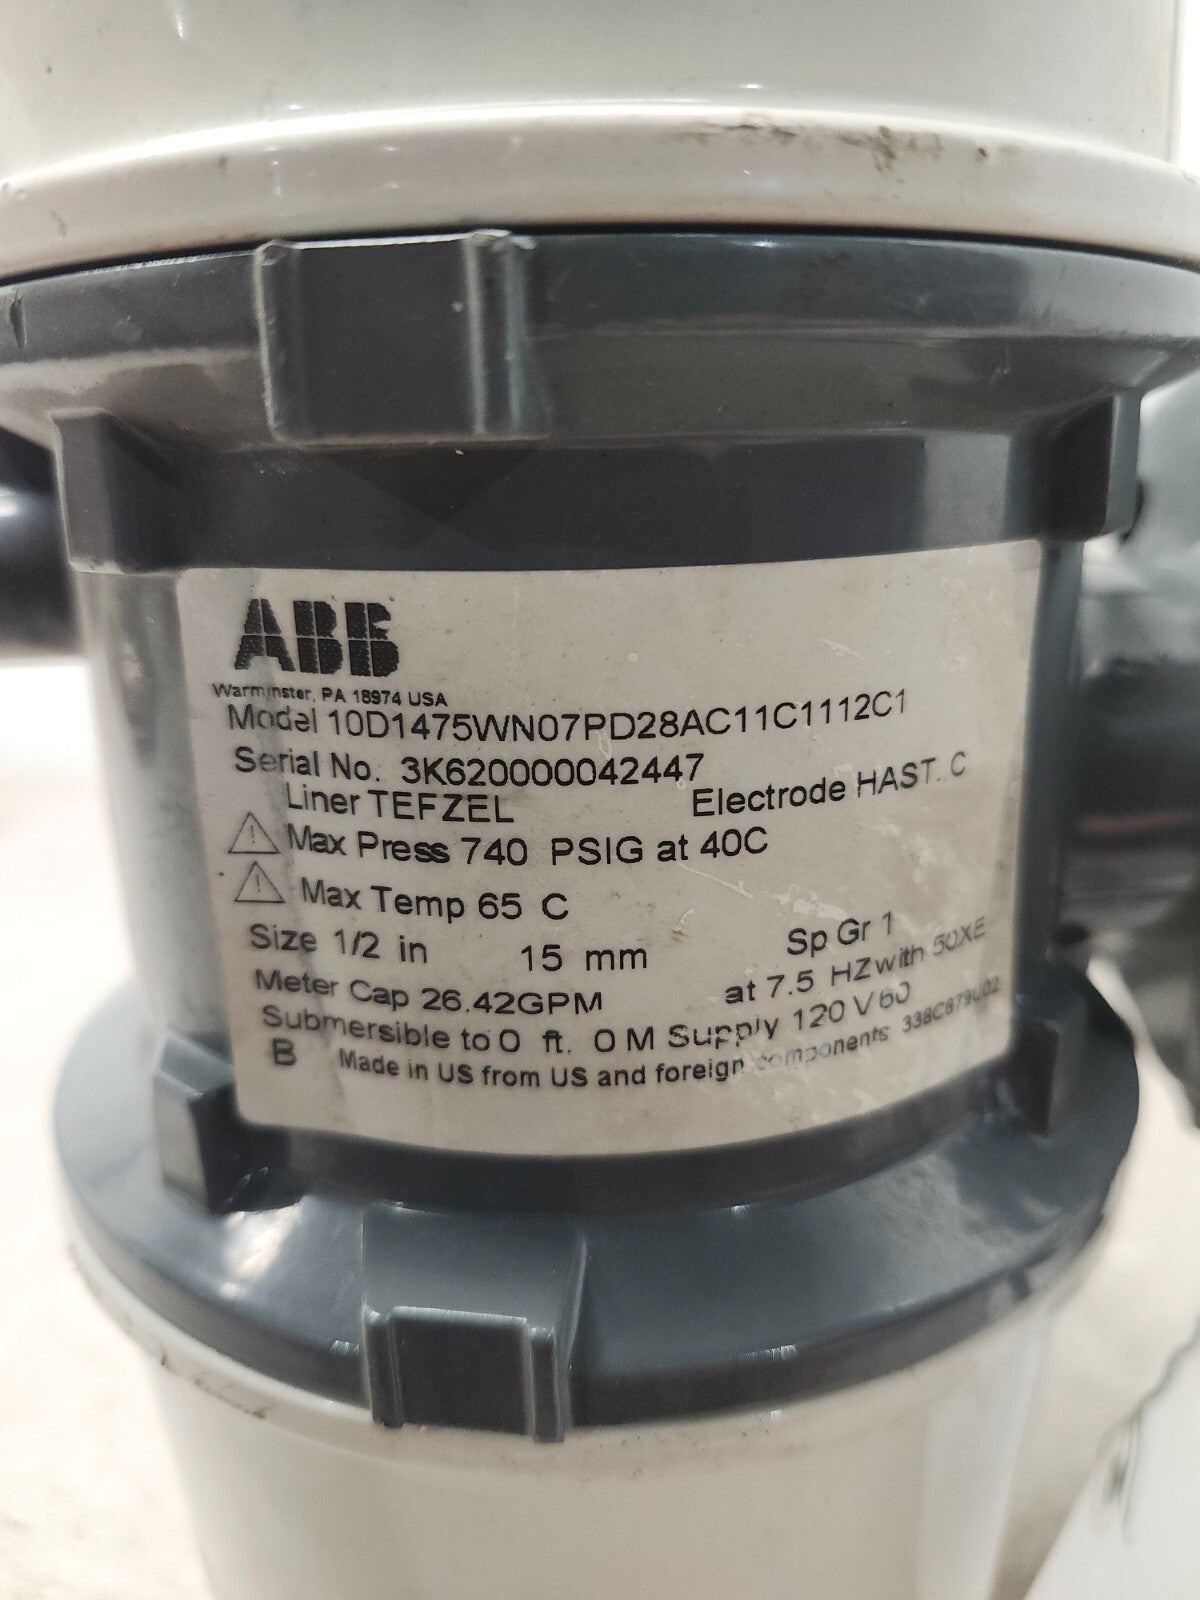 ABB
Warminster, PA 18974 USA
Model 10D1475WN07PD28AC11C1112C1
Serial No. 3K620000042447
Liner TEFZEL Electrode HAST. C
Max Press 740 PSIG at 40C
Max Temp 65 C
Size 1/2 in 15 mm Sp Gr 1
Meter Cap 26.42GPM at 7.5 HZ with 50XE
Submersible to 0 ft. 0 M Supply 120 V 60
B Made in US from US and foreign components 338C879U02